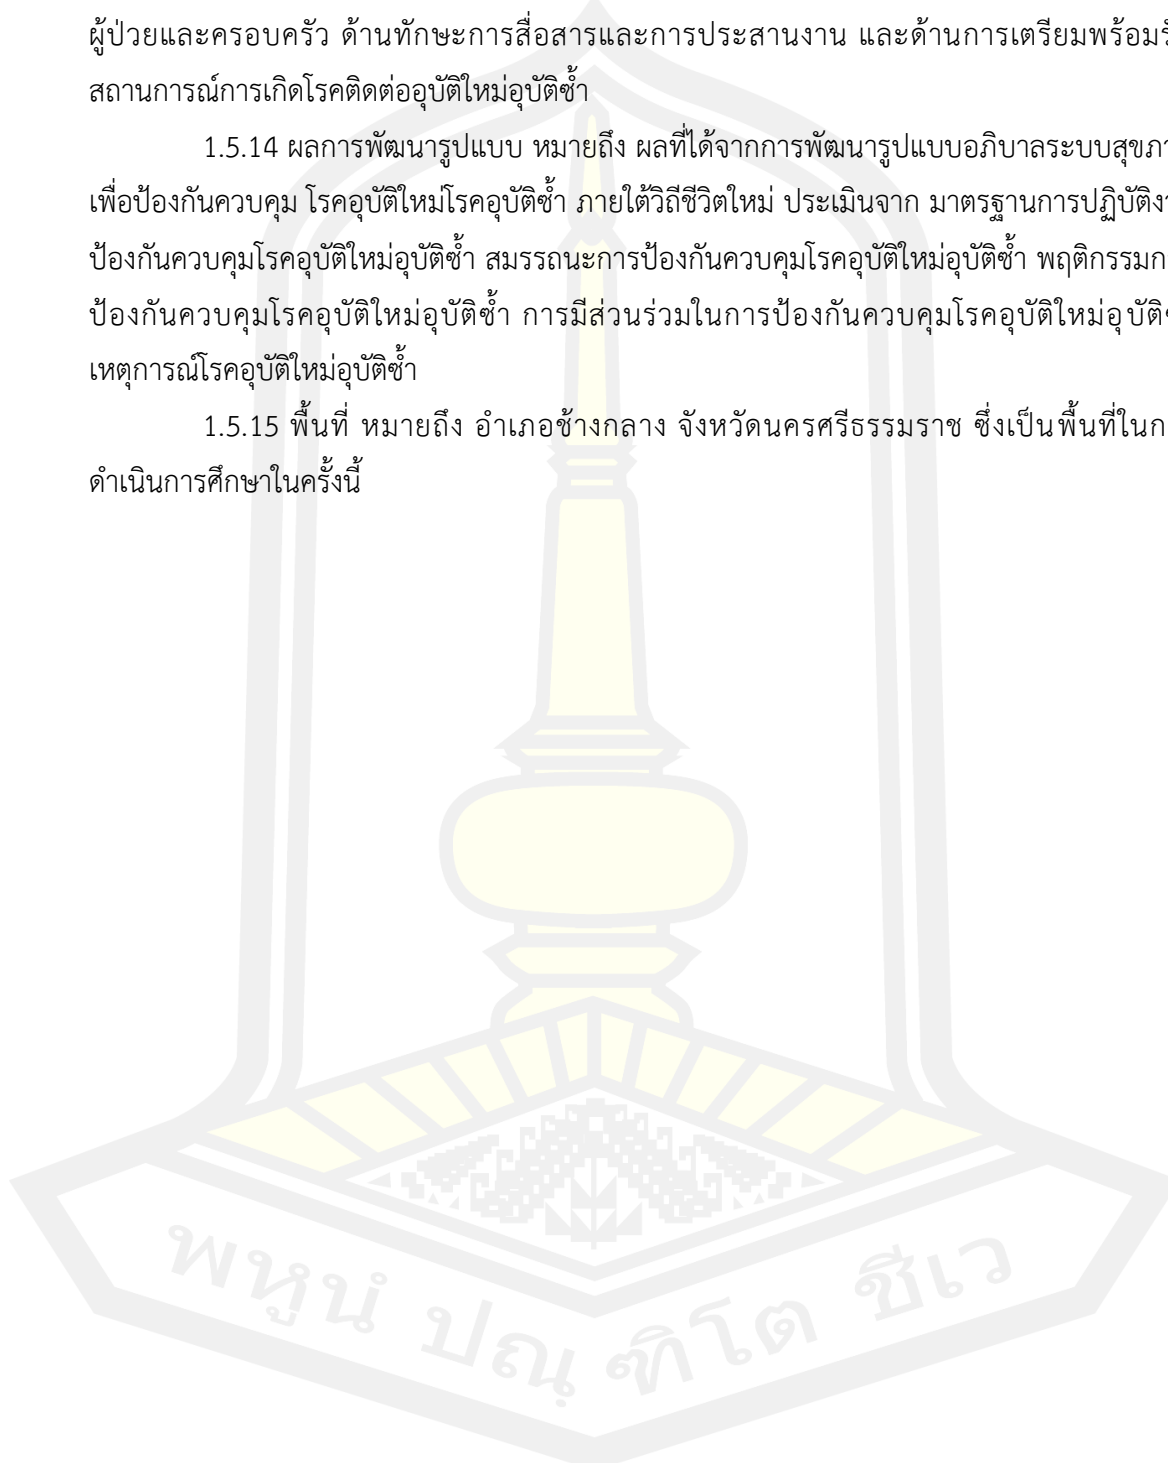 ผู้ป่วยและครอบครัว ด้านทักษะการสื่อสารและการประสานงาน และด้านการเตรียมพร้อมรั
สถานการณ์การเกิดโรคติดต่ออุบัติใหม่อุบัติซ้ำ
1.5.14 ผลการพัฒนารูปแบบ หมายถึง ผลที่ได้จากการพัฒนารูปแบบอภิบาลระบบสุขภา
เพื่อป้องกันควบคุม โรคอุบัติใหม่โรคอุบัติซ้ำ ภายใต้วิถีชีวิตใหม่ ประเมินจาก มาตรฐานการปฏิบัติงา
ป้องกันควบคุมโรคอุบัติใหม่อุบัติซ้ำ สมรรถนะการป้องกันควบคุมโรคอุบัติใหม่อุบัติซ้ำ พฤติกรรมก
ป้องกันควบคุมโรคอุบัติใหม่อุบัติซ้ำ การมีส่วนร่วมในการป้องกันควบคุมโรคอุบัติใหม่อุบัติซ
เหตุการณ์โรคอุบัติใหม่อุบัติซ้ำ
1.5.15 พื้นที่ หมายถึง อำเภอช้างกลาง จังหวัดนครศรีธรรมราช ซึ่งเป็นพื้นที่ในก
ดำเนินการศึกษาในครั้งนี้
พหูนํ ปณฺฑิโต ชีเว